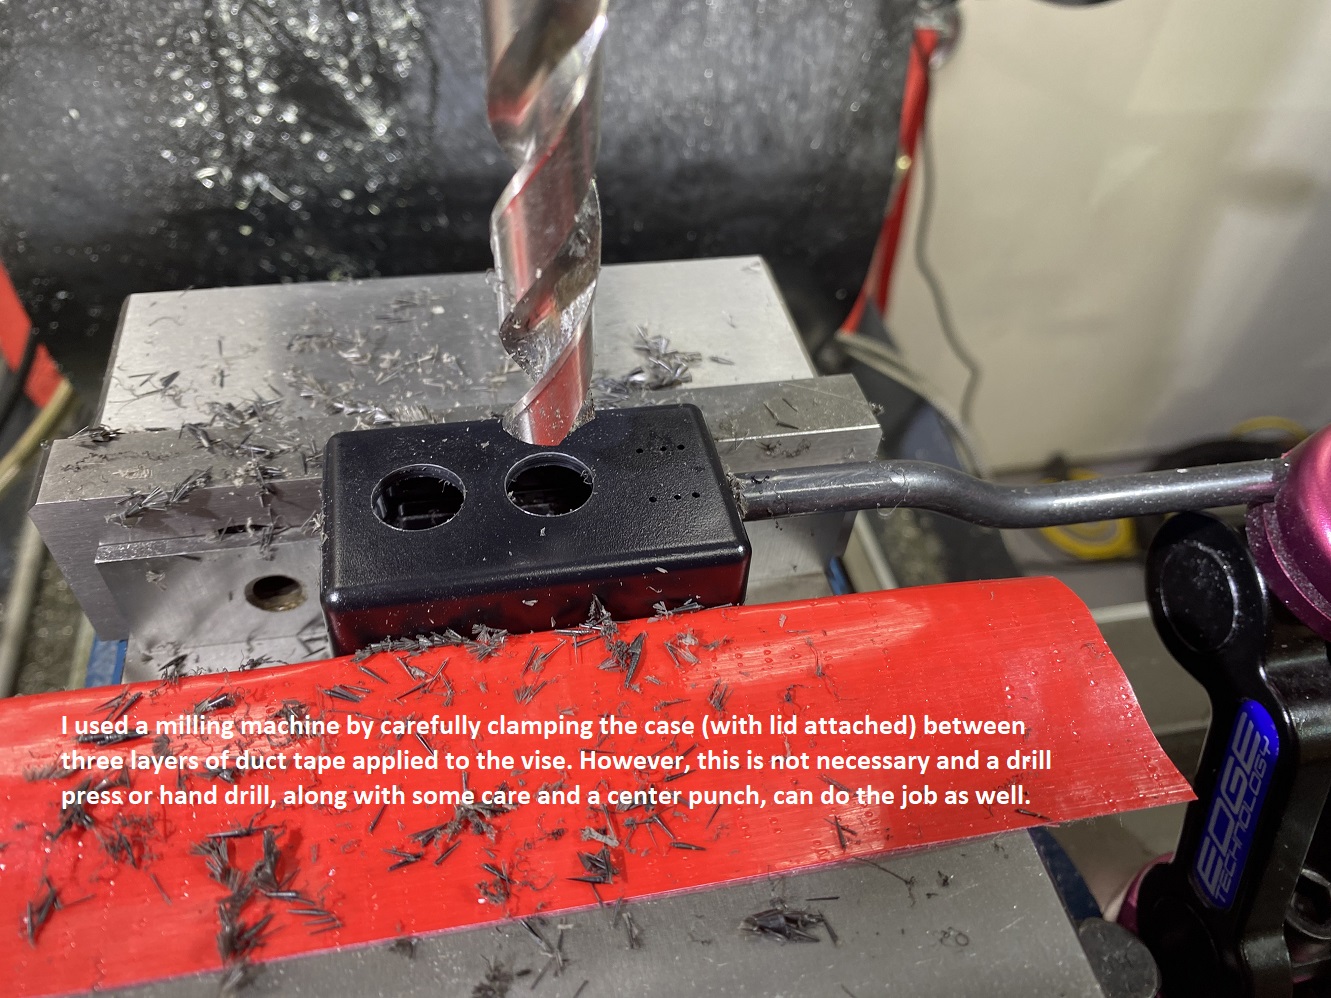 I used a milling machine by carefully clamping the case (with lid attached) between
three layers of duct tape applied to the vise. However, this is not necessary and a drill
press or hand drill, along with some care and a center punch, can do the job as well.
EDGE
TECHNOLOGY